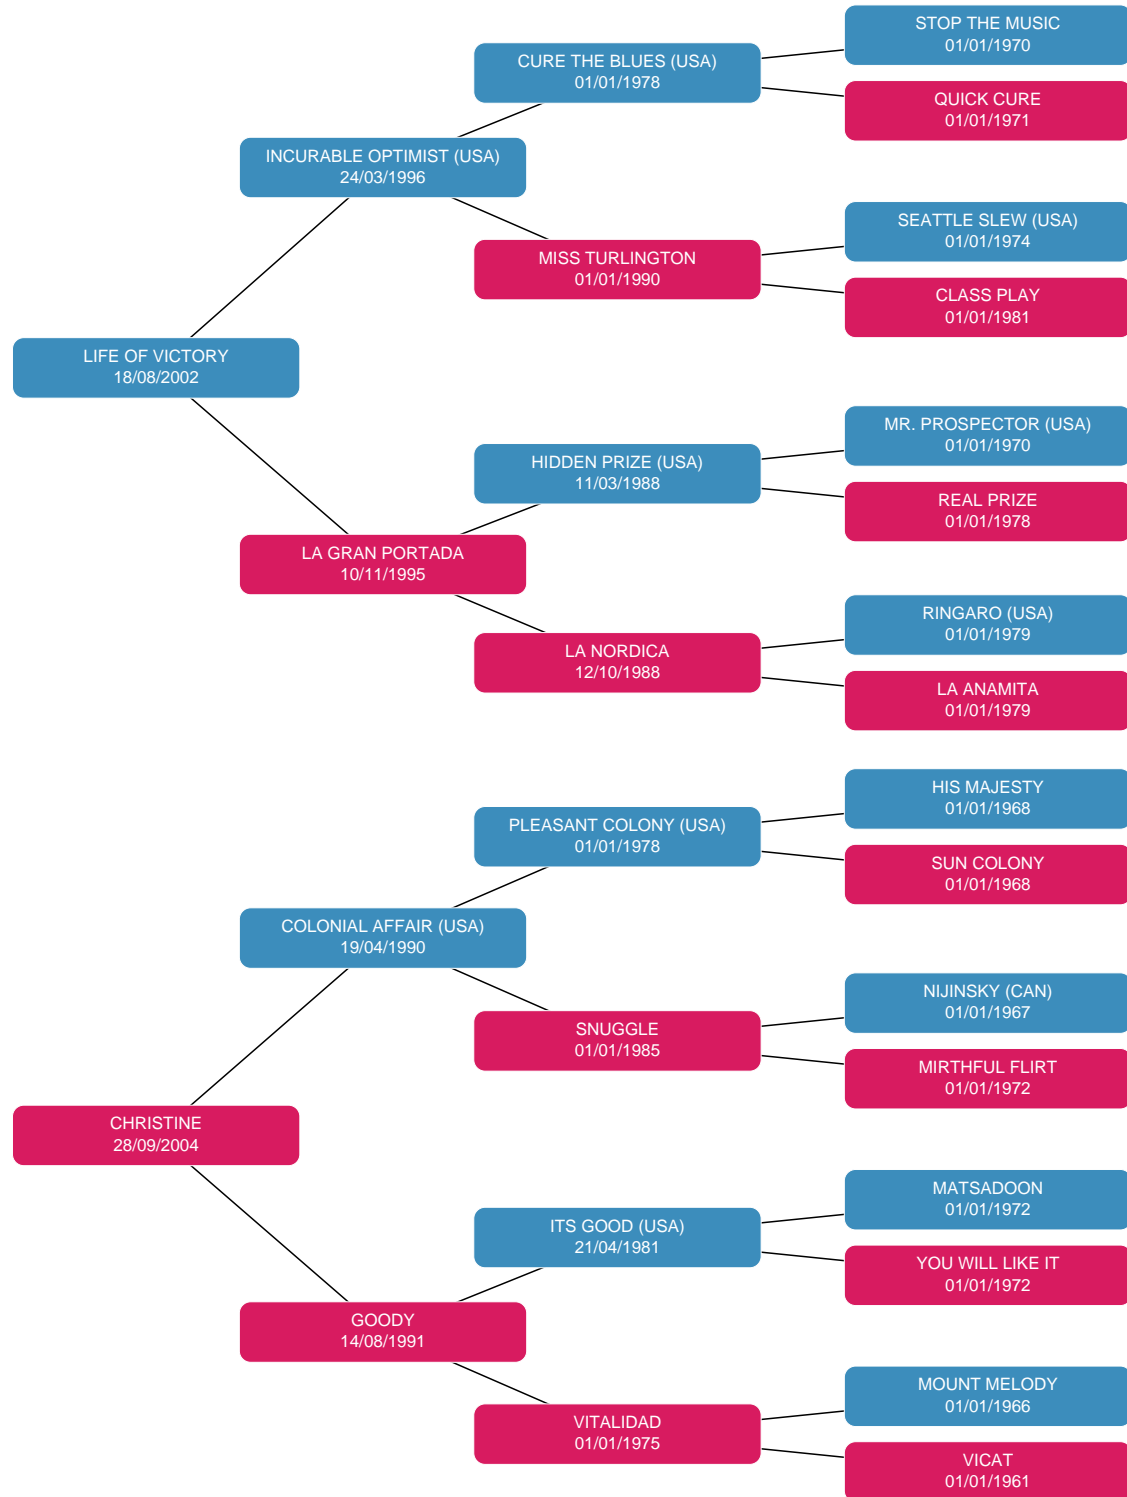 STOP THE MUSIC
01/01/1970
CURE THE BLUES (USA)
01/01/1978
QUICK CURE
01/01/1971
INCURABLE OPTIMIST (USA)
24/03/1996
SEATTLE SLEW (USA)
01/01/1974
MISS TURLINGTON
01/01/1990
CLASS PLAY
01/01/1981
LIFE OF VICTORY
18/08/2002
MR. PROSPECTOR (USA)
01/01/1970
HIDDEN PRIZE (USA)
11/03/1988
REAL PRIZE
01/01/1978
LA GRAN PORTADA
10/11/1995
RINGARO (USA)
01/01/1979
LA NORDICA
12/10/1988
LA ANAMITA
01/01/1979
HIS MAJESTY
01/01/1968
PLEASANT COLONY (USA)
01/01/1978
SUN COLONY
01/01/1968
COLONIAL AFFAIR (USA)
19/04/1990
NIJINSKY (CAN)
01/01/1967
SNUGGLE
01/01/1985
MIRTHFUL FLIRT
01/01/1972
CHRISTINE
28/09/2004
MATSADOON
01/01/1972
ITS GOOD (USA)
21/04/1981
YOU WILL LIKE IT
01/01/1972
GOODY
14/08/1991
MOUNT MELODY
01/01/1966
VITALIDAD
01/01/1975
VICAT
01/01/1961